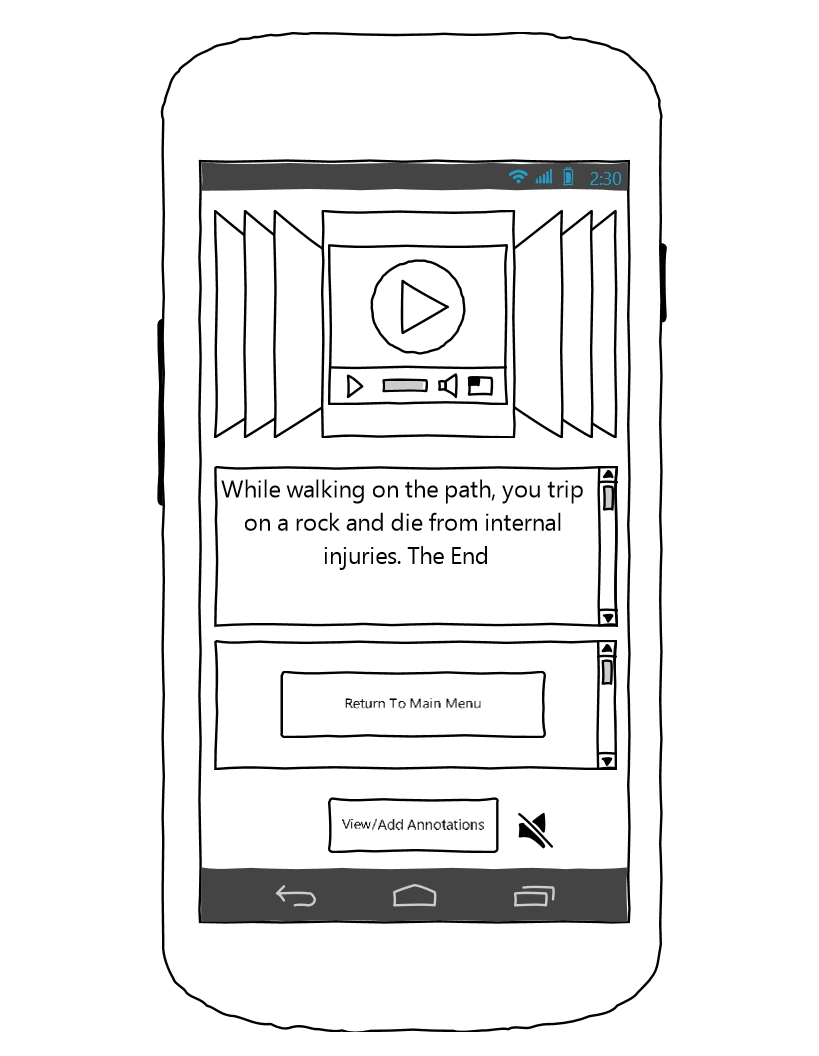 2:30
While walking on the path, you trip
on a rock and die from internal
injuries. The End
Return To Main Menu
View/Add Annotations